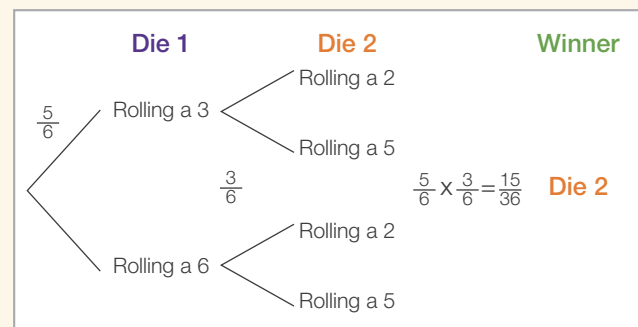 Die 1 Die 2 Winner
Rolling a 2
5/6 Rolling a 3
Rolling a 5
3/6 5/6 x 3/6 = 15/36 Die 2
Rolling a 2
Rolling a 6
Rolling a 5